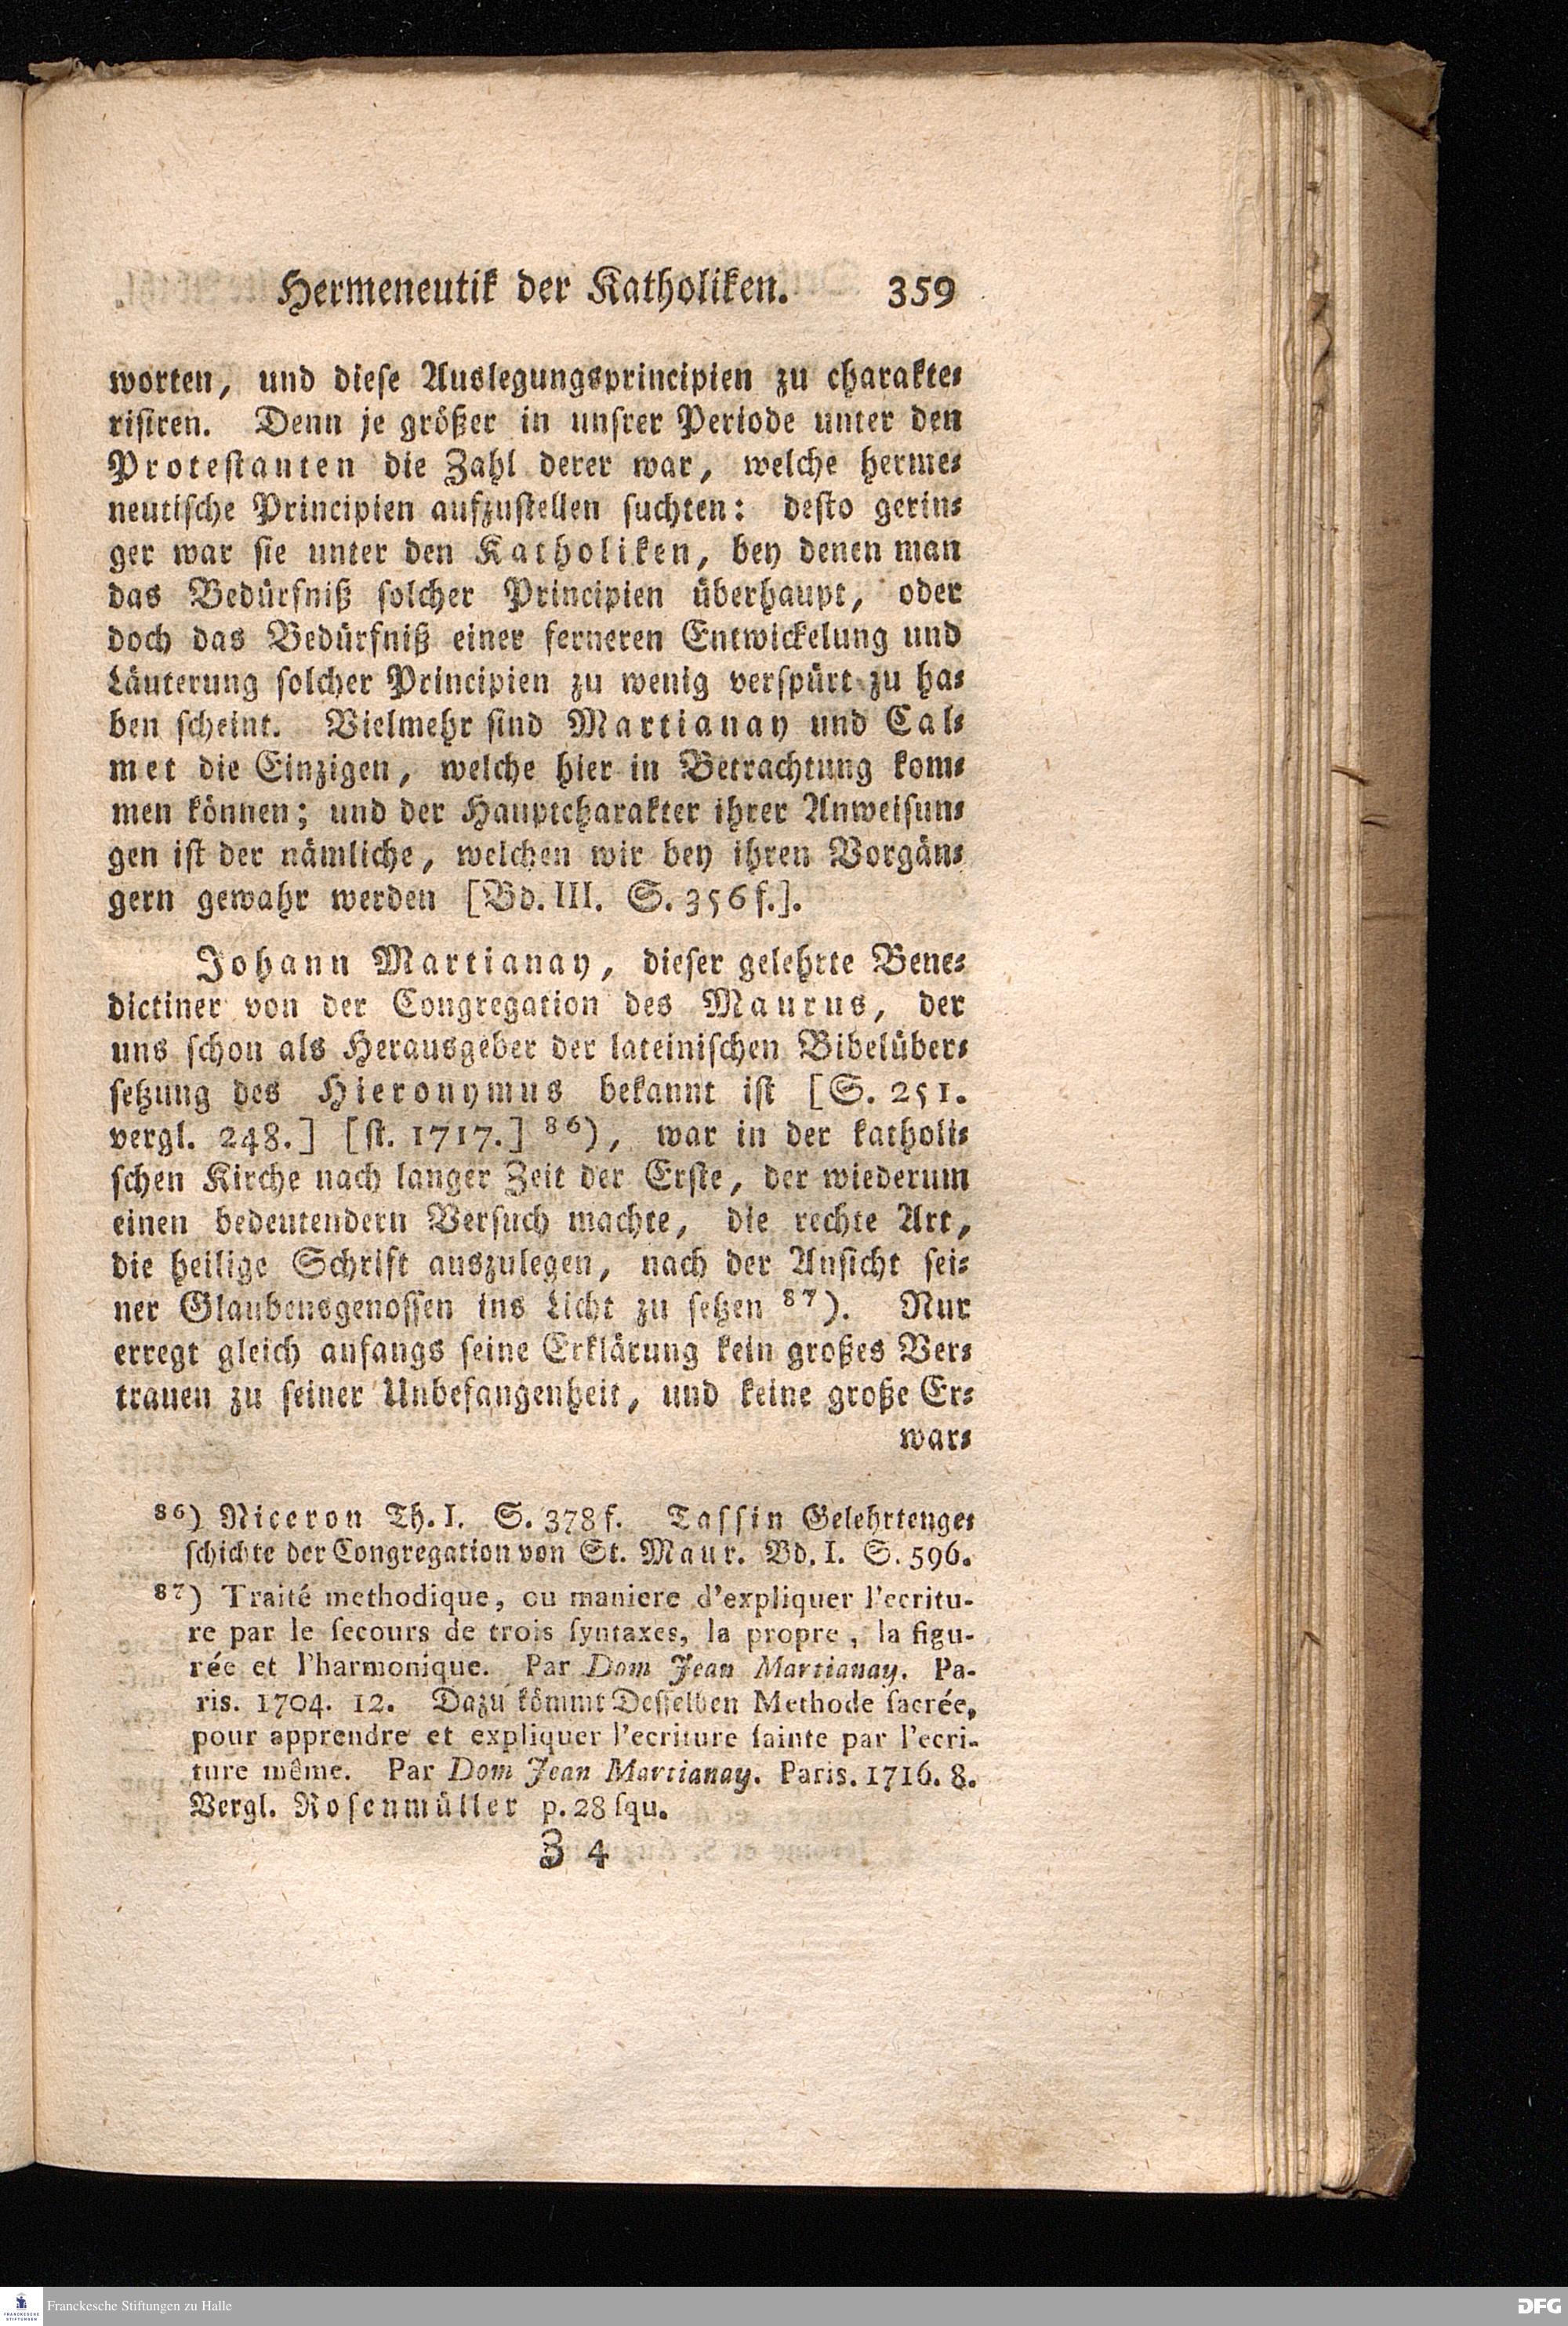 Hermeneutik der Katholiken. 359
worten, und dieſe Auslegungsprincipien zu charakte⸗
riſiren. Denn je größer in unſrer Periode unter den
Proteſtanten die Zahl derer war, welche herme⸗
neutiſche Principien aufzuſtellen ſuchten: deſto gerin⸗
ger war ſie unter den Katholiken, bey denen man
das Bedürfniß ſolcher Principien überhaupt, oder
doch das Bedürfniß einer ferneren Entwickelung und
Läuterung ſolcher Principien zu wenig verſpürt zu ha⸗
ben ſcheint. Vielmehr ſind Martianay und Cal⸗
met die Einzigen, welche hier in Betrachtung kom⸗
men können; und der Hauptcharakter ihrer Anweiſun⸗
gen iſt der nämliche, welchen wir bey ihren Vorgän⸗
gern gewahr werden [Bd. III. S. 356 f.].
Johann Martianay, dieſer gelehrte Bene⸗
dictiner von der Congregation des Maurus, der
uns ſchon als Herausgeber der lateiniſchen Bibelüber⸗
ſetzung des Hieronymus bekannt iſt [S. 251.
vergl. 248.] [ſt. 1717.] ⁸⁶), war in der katholi⸗
ſchen Kirche nach langer Zeit der Erſte, der wiederum
einen bedeutendern Verſuch machte, die rechte Art,
die heilige Schrift auszulegen, nach der Anſicht ſei⸗
ner Glaubensgenoſſen ins Licht zu ſetzen ⁸⁷). Nur
erregt gleich anfangs ſeine Erklärung kein großes Ver⸗
trauen zu ſeiner Unbefangenheit, und keine große Er⸗
war⸗
⁸⁶) Niceron Th. I. S. 378 f. Taſſin Gelehrtenge⸗
ſchichte der Congregation von St. Maur. Bd. I. S. 596.
⁸⁷) Traité methodique, ou maniere d'expliquer l'ecritu-
re par le ſecours de trois ſyntaxes, la propre, la figu-
rée et l'harmonique. Par Dom Jean Martianay. Pa-
ris. 1704. 12. Dazu kömmt Deſſelben Methode ſacrée,
pour apprendre et expliquer l'ecriture ſainte par l'ecri-
ture même. Par Dom Jean Martianay. Paris. 1716. 8.
Vergl. Roſenmüller p. 28 ſqu.
Z 4
FRANCKESCHE
STIFTUNGEN
Franckesche Stiftungen zu Halle
DFG